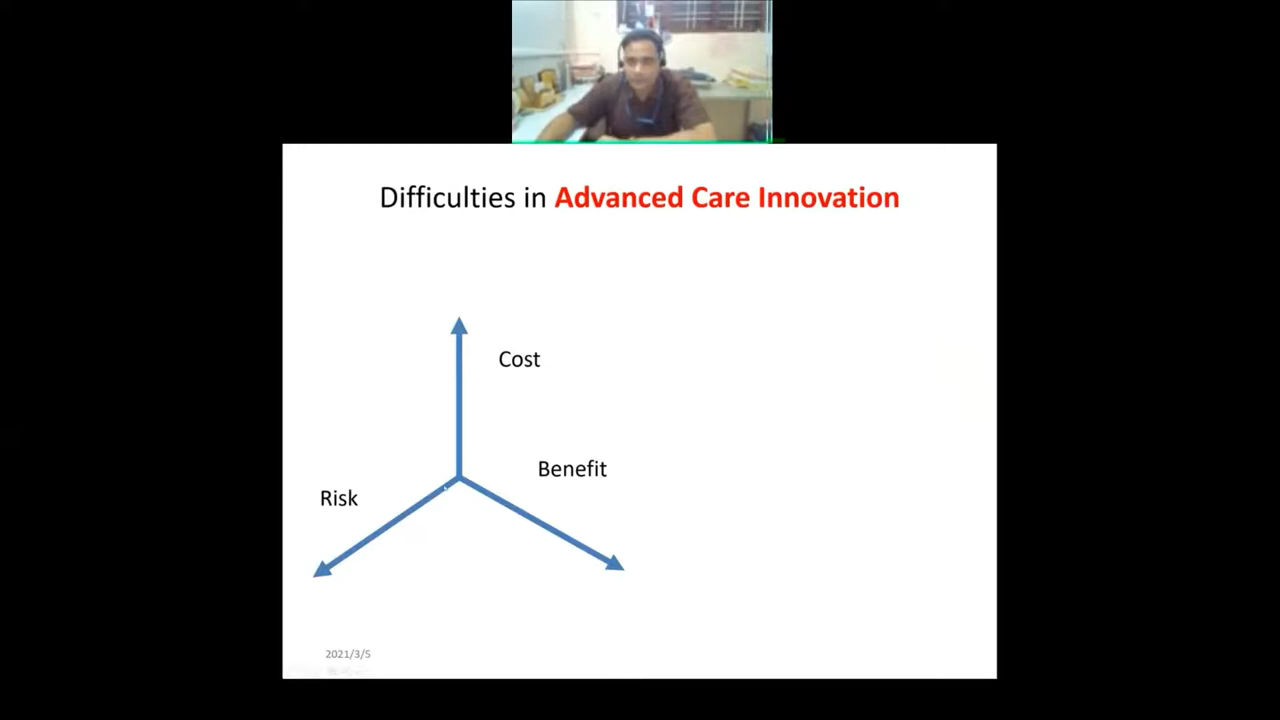 Difficulties in Advanced Care Innovation
Cost
Benefit
Risk
2021/3/5